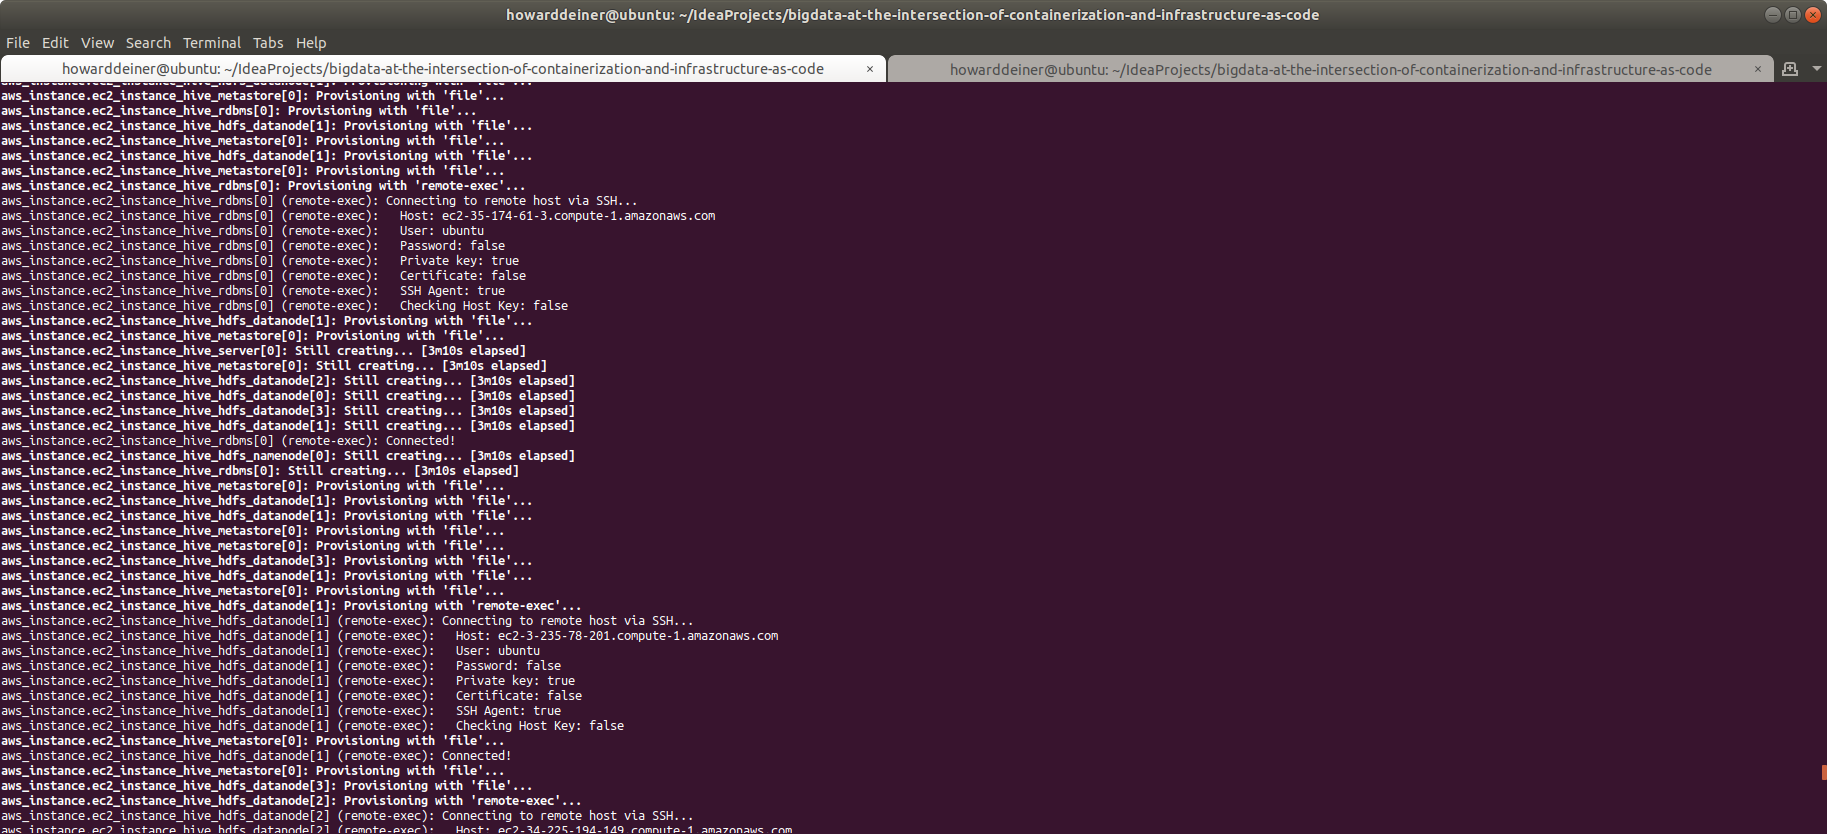 howarddeiner@ubuntu: ~/IdeaProjects/bigdata-at-the-intersection-of-containerization-and-infrastructure-as-code
File Edit View Search Terminal Tabs Help
howarddeiner@ubuntu: ~/IdeaProjects/bigdata-at-the-intersection-of-containerization-and-infrastructure-as-code × howarddeiner@ubuntu: ~/IdeaProjects/bigdata-at-the-intersection-of-containerization-and-infrastructure-as-code ×
aws_instance.ec2_instance_hive_hdfs_datanode[1]: Provisioning with 'file'...
aws_instance.ec2_instance_hive_metastore[0]: Provisioning with 'file'...
aws_instance.ec2_instance_hive_rdbms[0]: Provisioning with 'file'...
aws_instance.ec2_instance_hive_hdfs_datanode[1]: Provisioning with 'file'...
aws_instance.ec2_instance_hive_metastore[0]: Provisioning with 'file'...
aws_instance.ec2_instance_hive_hdfs_datanode[1]: Provisioning with 'file'...
aws_instance.ec2_instance_hive_metastore[0]: Provisioning with 'file'...
aws_instance.ec2_instance_hive_rdbms[0]: Provisioning with 'remote-exec'...
aws_instance.ec2_instance_hive_rdbms[0] (remote-exec): Connecting to remote host via SSH...
aws_instance.ec2_instance_hive_rdbms[0] (remote-exec):   Host: ec2-35-174-61-3.compute-1.amazonaws.com
aws_instance.ec2_instance_hive_rdbms[0] (remote-exec):   User: ubuntu
aws_instance.ec2_instance_hive_rdbms[0] (remote-exec):   Password: false
aws_instance.ec2_instance_hive_rdbms[0] (remote-exec):   Private key: true
aws_instance.ec2_instance_hive_rdbms[0] (remote-exec):   Certificate: false
aws_instance.ec2_instance_hive_rdbms[0] (remote-exec):   SSH Agent: true
aws_instance.ec2_instance_hive_rdbms[0] (remote-exec):   Checking Host Key: false
aws_instance.ec2_instance_hive_hdfs_datanode[1]: Provisioning with 'file'...
aws_instance.ec2_instance_hive_metastore[0]: Provisioning with 'file'...
aws_instance.ec2_instance_hive_server[0]: Still creating... [3m10s elapsed]
aws_instance.ec2_instance_hive_metastore[0]: Still creating... [3m10s elapsed]
aws_instance.ec2_instance_hive_hdfs_datanode[2]: Still creating... [3m10s elapsed]
aws_instance.ec2_instance_hive_hdfs_datanode[0]: Still creating... [3m10s elapsed]
aws_instance.ec2_instance_hive_hdfs_datanode[3]: Still creating... [3m10s elapsed]
aws_instance.ec2_instance_hive_hdfs_datanode[1]: Still creating... [3m10s elapsed]
aws_instance.ec2_instance_hive_rdbms[0] (remote-exec): Connected!
aws_instance.ec2_instance_hive_hdfs_namenode[0]: Still creating... [3m10s elapsed]
aws_instance.ec2_instance_hive_rdbms[0]: Still creating... [3m10s elapsed]
aws_instance.ec2_instance_hive_metastore[0]: Provisioning with 'file'...
aws_instance.ec2_instance_hive_hdfs_datanode[1]: Provisioning with 'file'...
aws_instance.ec2_instance_hive_hdfs_datanode[1]: Provisioning with 'file'...
aws_instance.ec2_instance_hive_metastore[0]: Provisioning with 'file'...
aws_instance.ec2_instance_hive_metastore[0]: Provisioning with 'file'...
aws_instance.ec2_instance_hive_hdfs_datanode[3]: Provisioning with 'file'...
aws_instance.ec2_instance_hive_hdfs_datanode[1]: Provisioning with 'file'...
aws_instance.ec2_instance_hive_metastore[0]: Provisioning with 'file'...
aws_instance.ec2_instance_hive_hdfs_datanode[1]: Provisioning with 'remote-exec'...
aws_instance.ec2_instance_hive_hdfs_datanode[1] (remote-exec): Connecting to remote host via SSH...
aws_instance.ec2_instance_hive_hdfs_datanode[1] (remote-exec):   Host: ec2-3-235-78-201.compute-1.amazonaws.com
aws_instance.ec2_instance_hive_hdfs_datanode[1] (remote-exec):   User: ubuntu
aws_instance.ec2_instance_hive_hdfs_datanode[1] (remote-exec):   Password: false
aws_instance.ec2_instance_hive_hdfs_datanode[1] (remote-exec):   Private key: true
aws_instance.ec2_instance_hive_hdfs_datanode[1] (remote-exec):   Certificate: false
aws_instance.ec2_instance_hive_hdfs_datanode[1] (remote-exec):   SSH Agent: true
aws_instance.ec2_instance_hive_hdfs_datanode[1] (remote-exec):   Checking Host Key: false
aws_instance.ec2_instance_hive_metastore[0]: Provisioning with 'file'...
aws_instance.ec2_instance_hive_hdfs_datanode[1] (remote-exec): Connected!
aws_instance.ec2_instance_hive_metastore[0]: Provisioning with 'file'...
aws_instance.ec2_instance_hive_hdfs_datanode[3]: Provisioning with 'file'...
aws_instance.ec2_instance_hive_hdfs_datanode[2]: Provisioning with 'remote-exec'...
aws_instance.ec2_instance_hive_hdfs_datanode[2] (remote-exec): Connecting to remote host via SSH...
aws_instance.ec2_instance_hive_hdfs_datanode[2] (remote-exec):   Host: ec2-34-225-194-149.compute-1.amazonaws.com